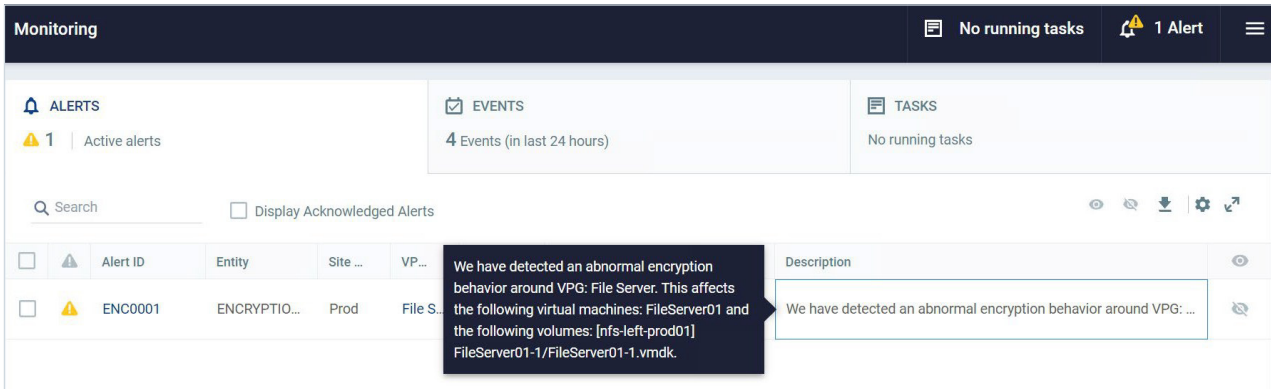 Monitoring
No running tasks
1 Alert
ALERTS
1 Active alerts
EVENTS
4 Events (in last 24 hours)
TASKS
No running tasks
Search
Display Acknowledged Alerts
Alert ID
Entity
Site ...
VP...
Description
ENC0001
ENCRYPTIO...
Prod
File S...
We have detected an abnormal encryption
behavior around VPG: File Server. This affects
the following virtual machines: FileServer01 and
the following volumes: [nfs-left-prod01]
FileServer01-1/FileServer01-1.vmdk.
We have detected an abnormal encryption behavior around VPG: ...